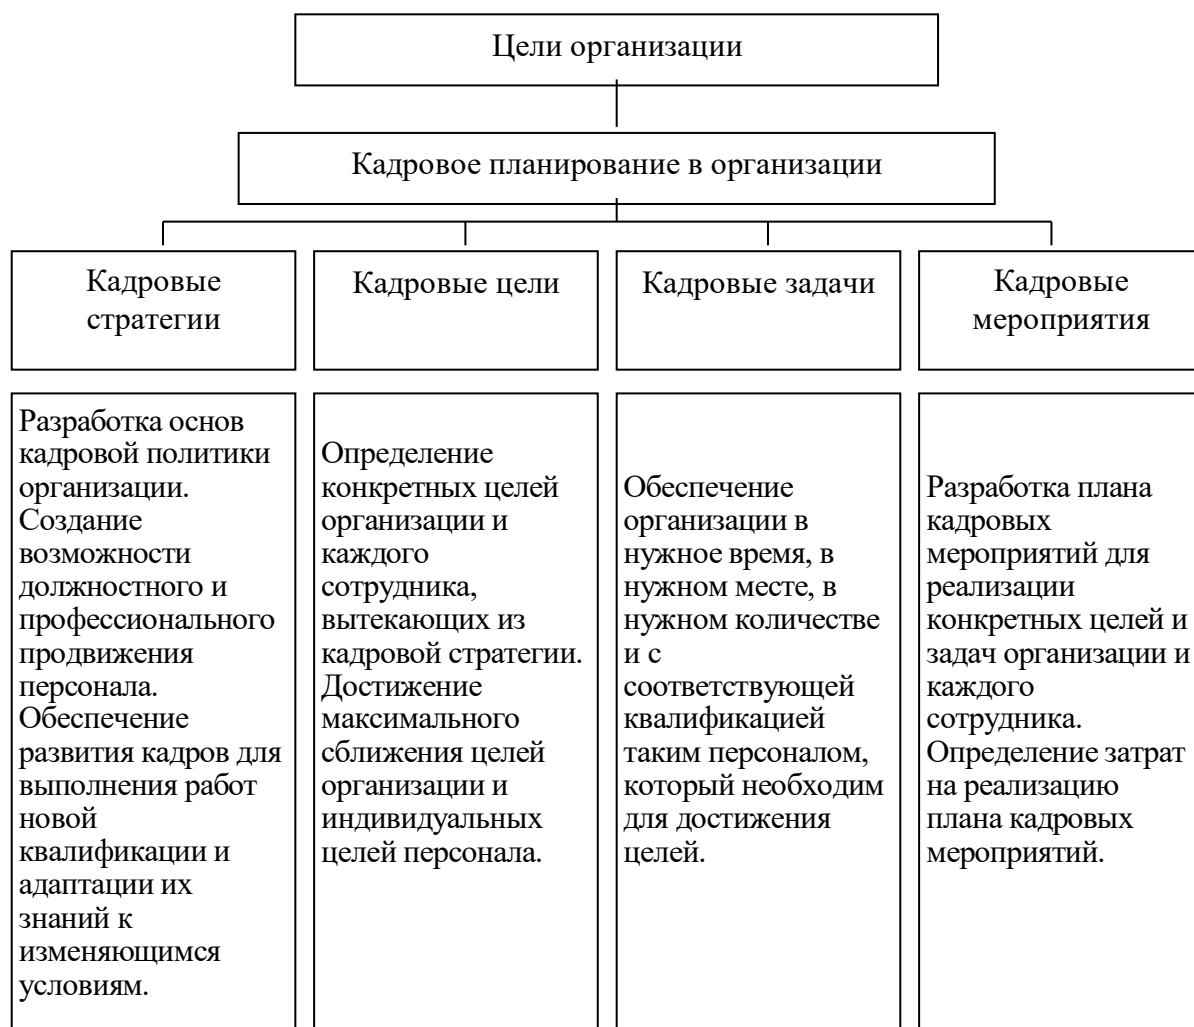 Цели организации
Кадровое планирование в организации
Кадровые
стратегии
Кадровые цели
Кадровые задачи
Кадровые
мероприятия
Разработка основ
кадровой политики
организации.
Создание
возможности
должностного и
профессионального
продвижения
персонала.
Обеспечение
развития кадров для
выполнения работ
новой
квалификации и
адаптации их
знаний к
изменяющимся
условиям.
Определение
конкретных целей
организации и
каждого
сотрудника,
вытекающих из
кадровой стратегии.
Достижение
максимального
сближения целей
организации и
индивидуальных
целей персонала.
Обеспечение
организации в
нужное время, в
нужном месте, в
нужном количестве
и с
соответствующей
квалификацией
таким персоналом,
который необходим
для достижения
целей.
Разработка плана
кадровых
мероприятий для
реализации
конкретных целей и
задач организации и
каждого
сотрудника.
Определение затрат
на реализацию
плана кадровых
мероприятий.